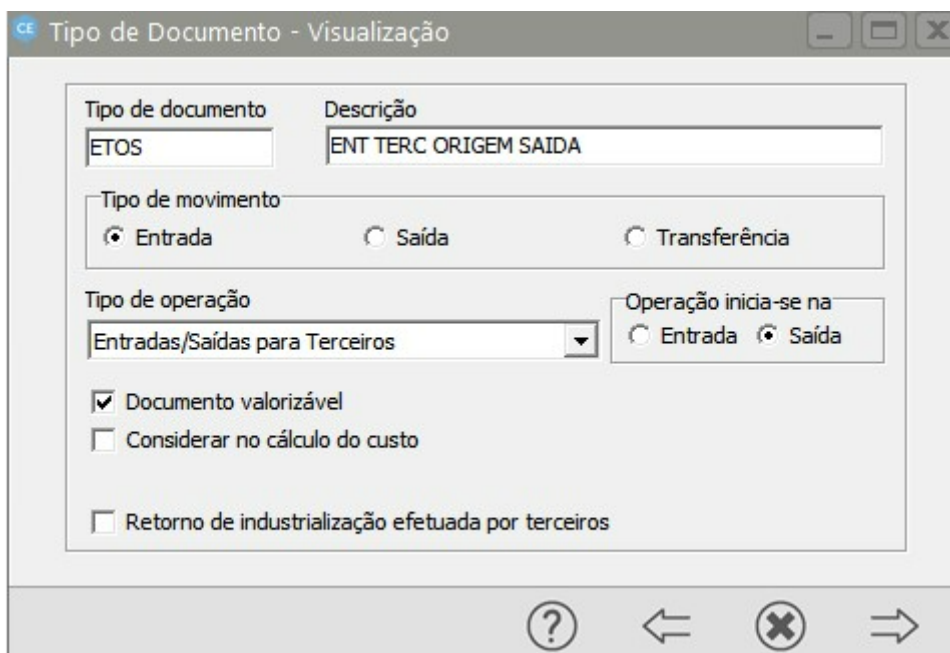 CE Tipo de Documento - Visualização
Tipo de documento Descrição
ETOS ENT TERC ORIGEM SAIDA
Tipo de movimento
Entrada Saída Transferência
Tipo de operação Operação inicia-se na
Entradas/Saídas para Terceiros Entrada Saída
Documento valorizável
Considerar no cálculo do custo
Retorno de industrialização efetuada por terceiros
?